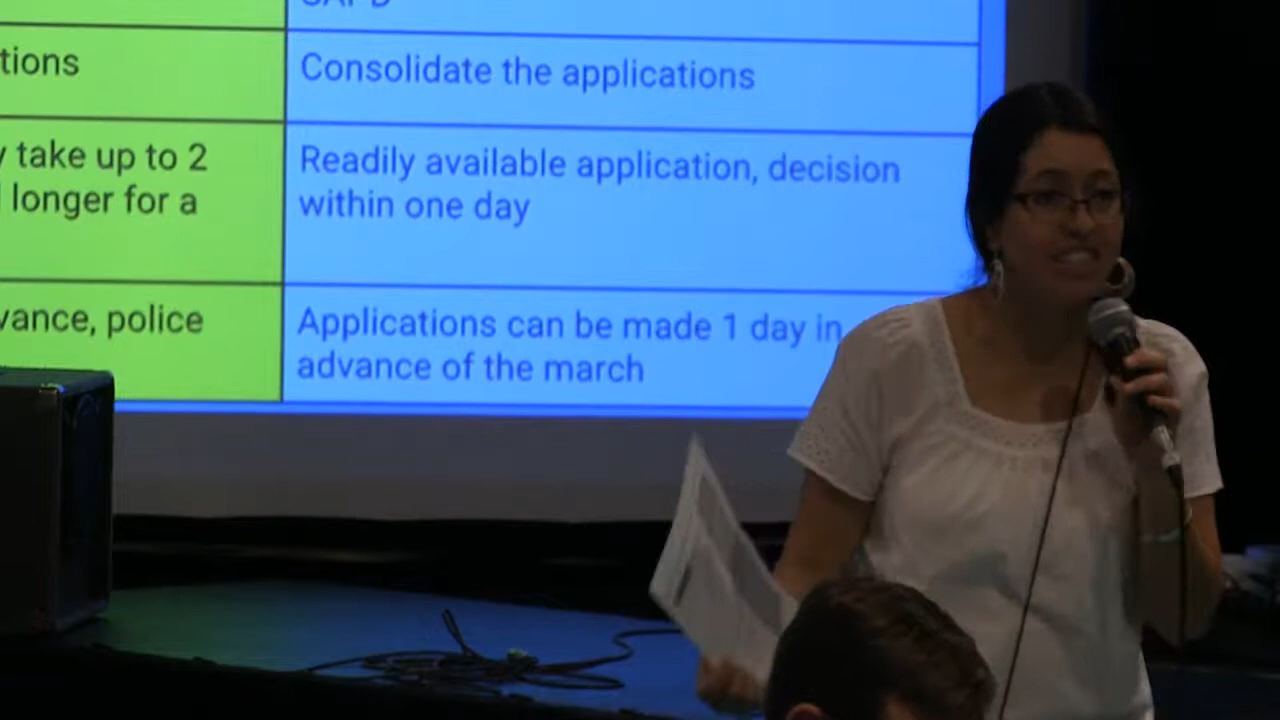 SAPD
tions
Consolidate the applications
take up to 2
longer for a
Readily available application, decision
within one day
vance, police
Applications can be made 1 day in
advance of the march